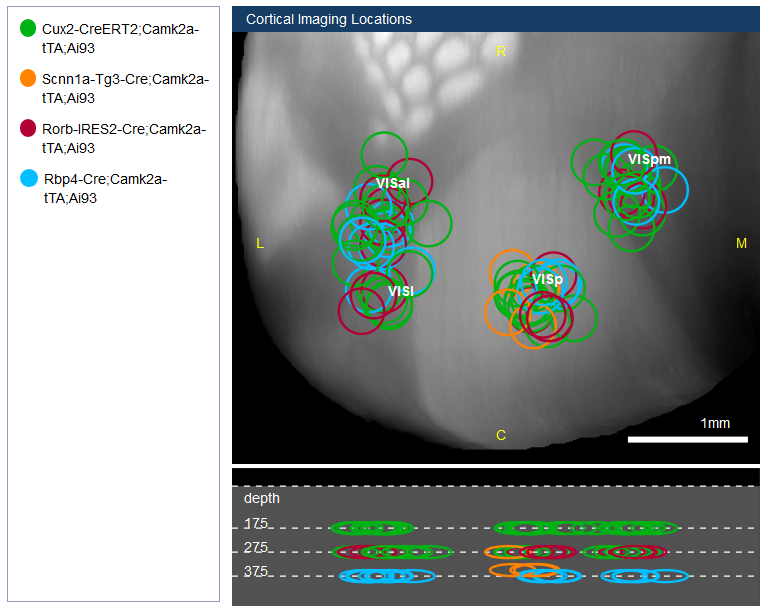 Cux2-CreERT2;Camk2a-
tTA;Ai93
Scnn1a-Tg3-Cre;Camk2a-
tTA;Ai93
Rorb-IRES2-Cre;Camk2a-
tTA;Ai93
Rbp4-Cre;Camk2a-
tTA;Ai93
Cortical Imaging Locations
R
VISpm
VISal
L
M
VISp
VISl
1mm
C
depth
175
275
375